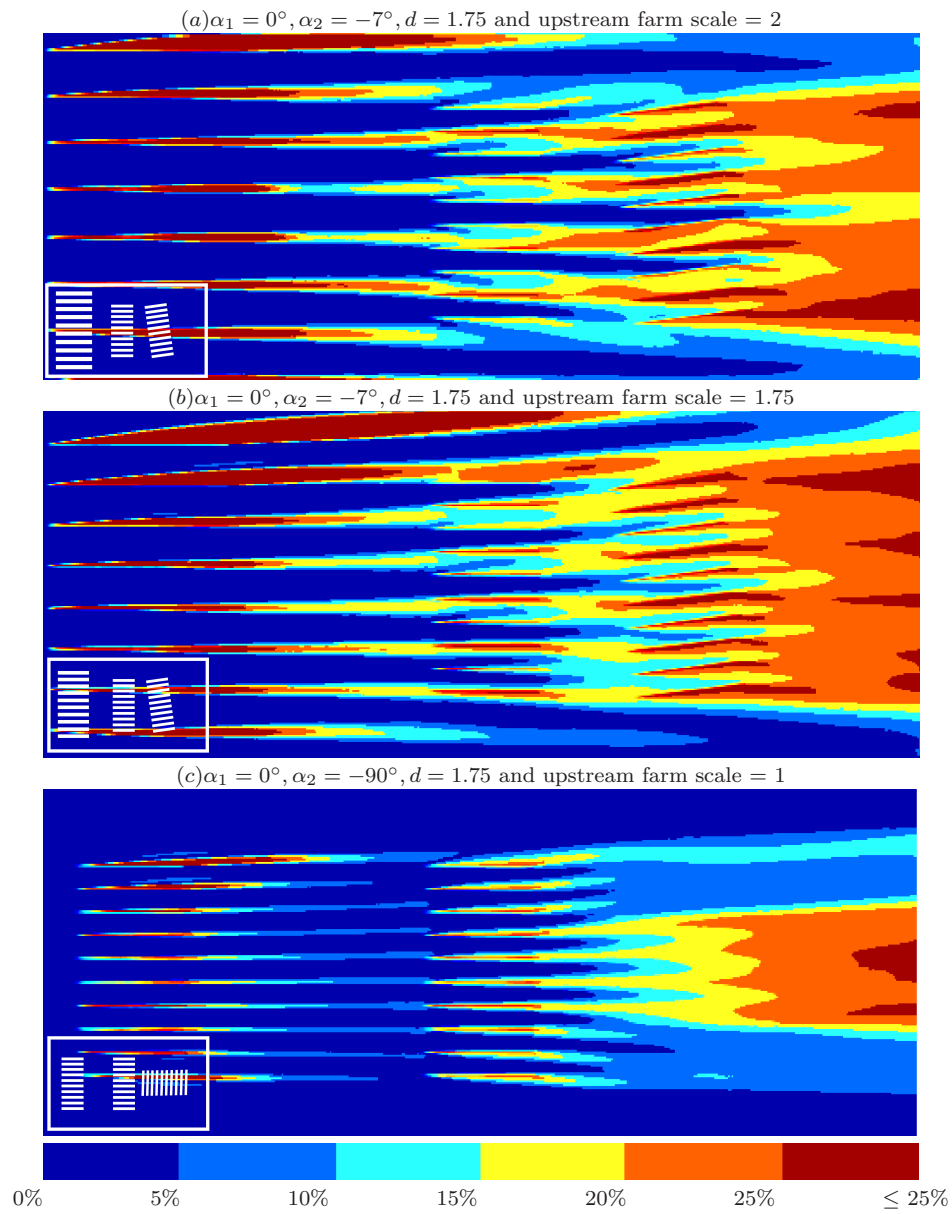 (a)α₁ = 0°, α₂ = −7°, d = 1.75 and upstream farm scale = 2
(b)α₁ = 0°, α₂ = −7°, d = 1.75 and upstream farm scale = 1.75
(c)α₁ = 0°, α₂ = −90°, d = 1.75 and upstream farm scale = 1
0% 5% 10% 15% 20% 25% ≤ 25%